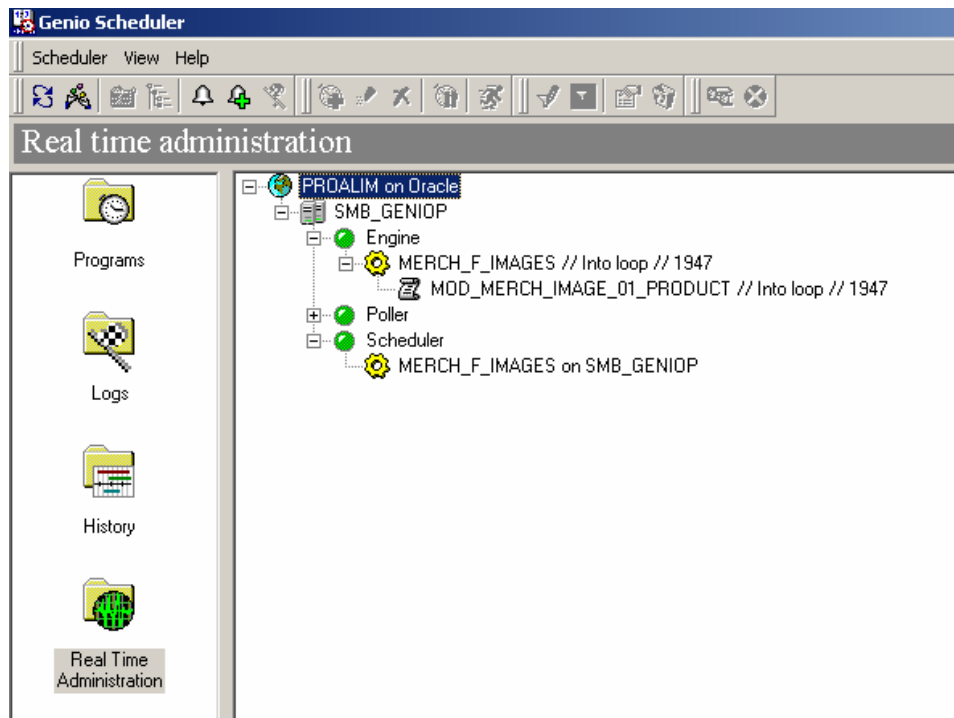 Genio Scheduler
Scheduler View Help
Real time administration
Programs
Logs
History
Real Time
Administration
PROALIM on Oracle
SMB_GENIOP
Engine
MERCH_F_IMAGES // Into loop // 1947
MOD_MERCH_IMAGE_01_PRODUCT // Into loop // 1947
Poller
Scheduler
MERCH_F_IMAGES on SMB_GENIOP